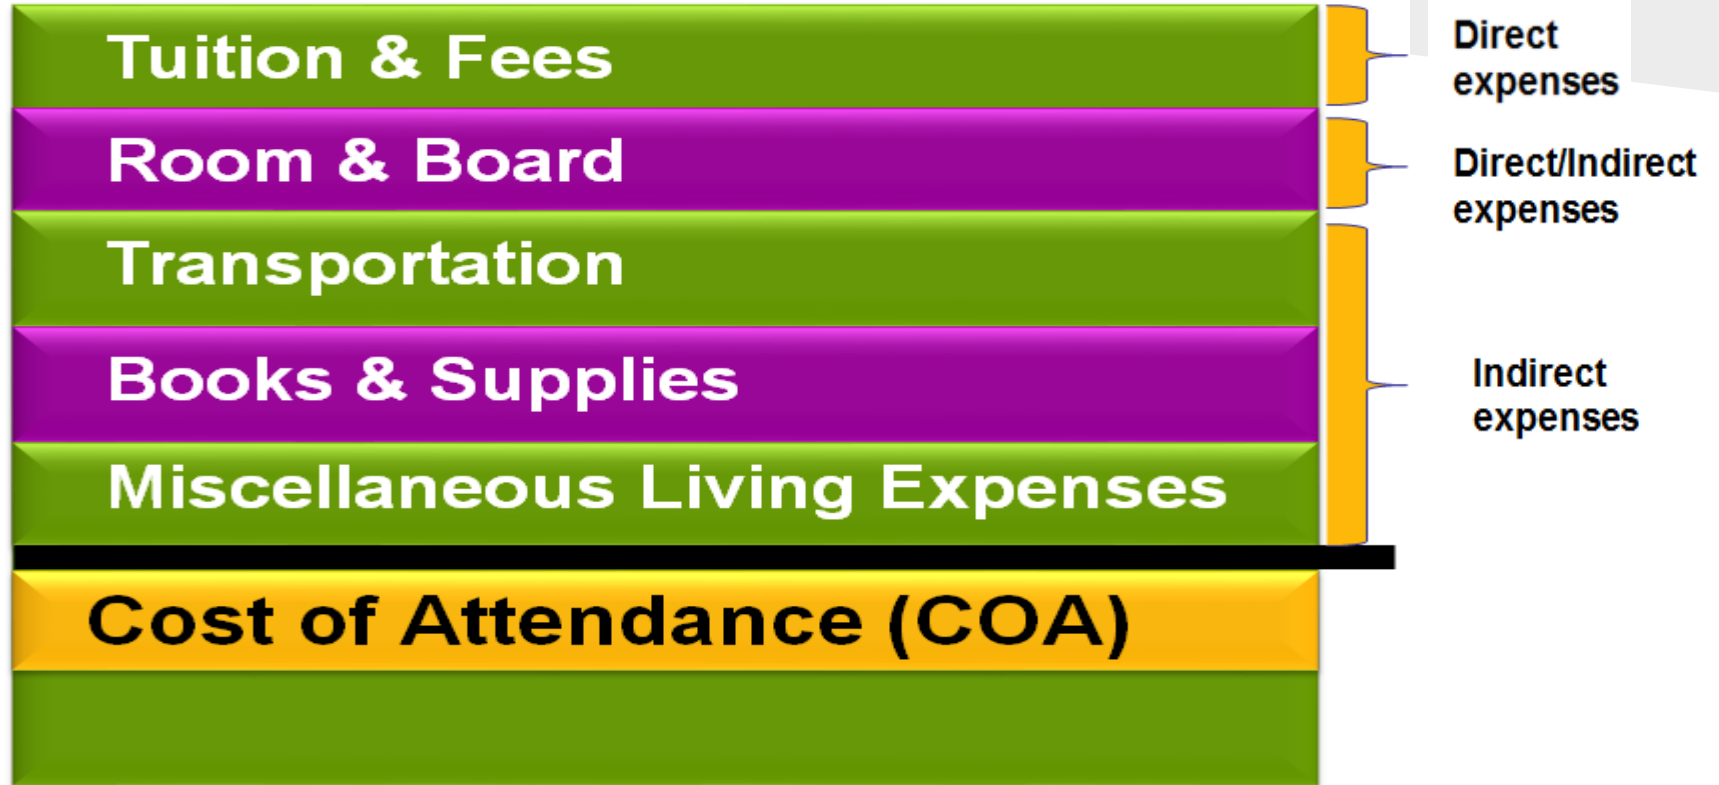 Tuition & Fees
Direct
expenses
Room & Board
Direct/Indirect
expenses
Transportation
Books & Supplies
Indirect
expenses
Miscellaneous Living Expenses
Cost of Attendance (COA)